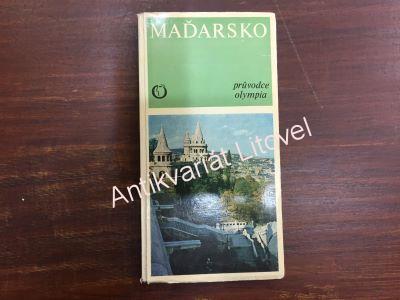 MAĎARSKO
průvodce
olympia
Antikvariát Litovel